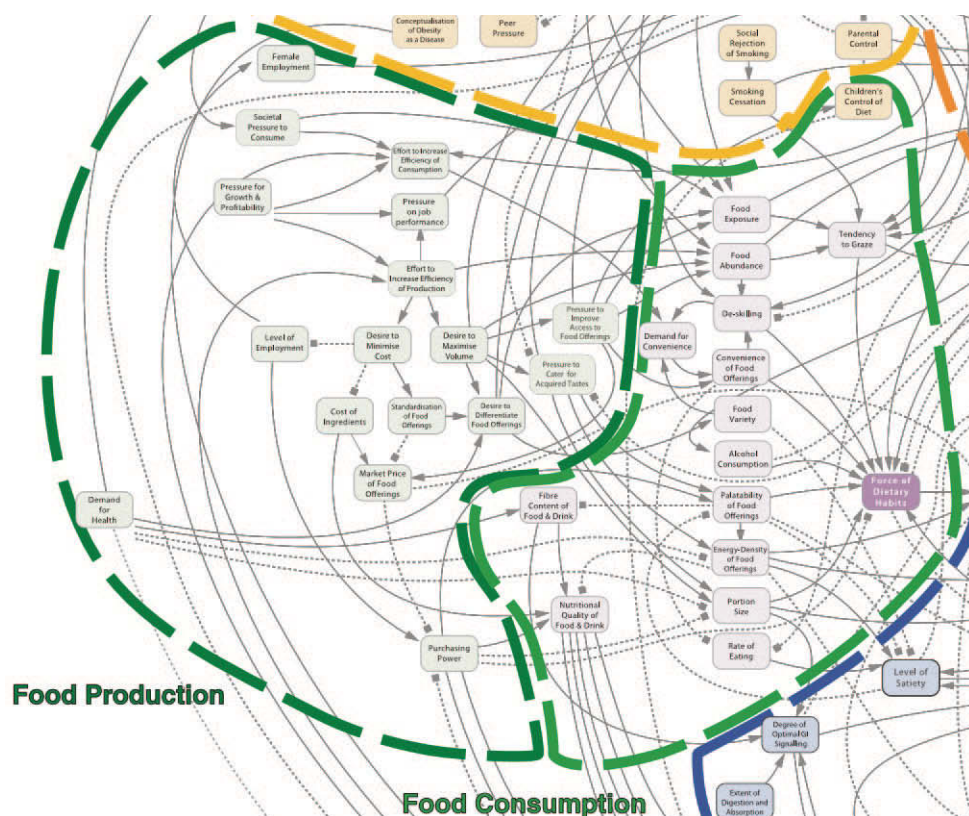 Conceptualisation
of Obesity
as a Disease
Peer
Pressure
Social
Rejection
of Smoking
Parental
Control
Female
Employment
Smoking
Cessation
Children's
Control of
Diet
Societal
Pressure to
Consume
Effort to Increase
Efficiency of
Consumption
Pressure for
Growth &
Profitability
Pressure
on job
performance
Food
Exposure
Tendency
to Graze
Food
Abundance
Effort to
Increase Efficiency
of Production
De-skilling
Pressure to
Improve
Access to
Food Offerings
Level of
Employment
Desire to
Minimise
Cost
Desire to
Maximise
Volume
Demand for
Convenience
Pressure to
Cater for
Acquired Tastes
Convenience
of Food
Offerings
Cost of
Ingredients
Standardisation
of Food
Offerings
Desire to
Differentiate
Food Offerings
Food
Variety
Alcohol
Consumption
Market Price
of Food
Offerings
Force of
Dietary
Habits
Demand
for
Health
Fibre
Content of
Food & Drink
Palatability
of Food
Offerings
Energy-Density
of Food
Offerings
Portion
Size
Nutritional
Quality of
Food & Drink
Purchasing
Power
Rate of
Eating
Level of
Satiety
Food Production
Degree of
Optimal GI
Signalling
Extent of
Digestion and
Absorption
Food Consumption